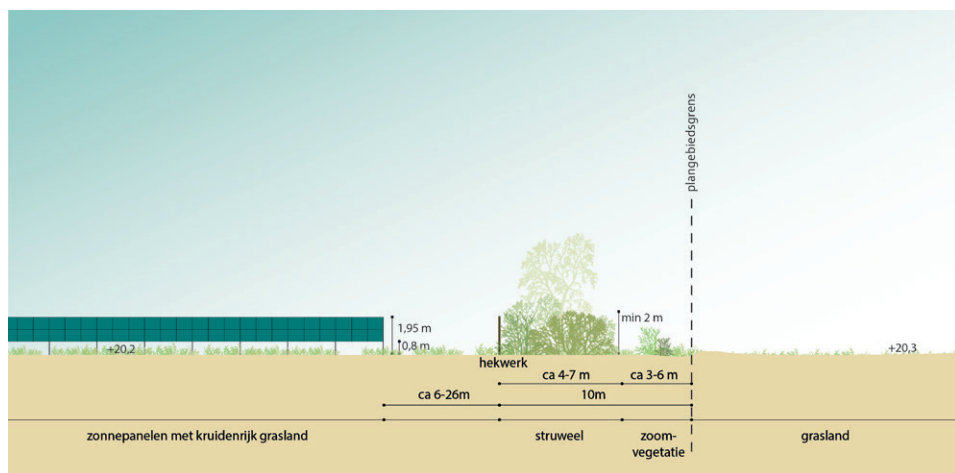 plangebiedsgrens
1,95 m
0,8 m
min 2 m
+20,2
+20,3
hekwerk
ca 4-7 m
ca 3-6 m
ca 6-26m
10m
zonnepanelen met kruidenrijk grasland
struweel
zoom-
vegetatie
grasland